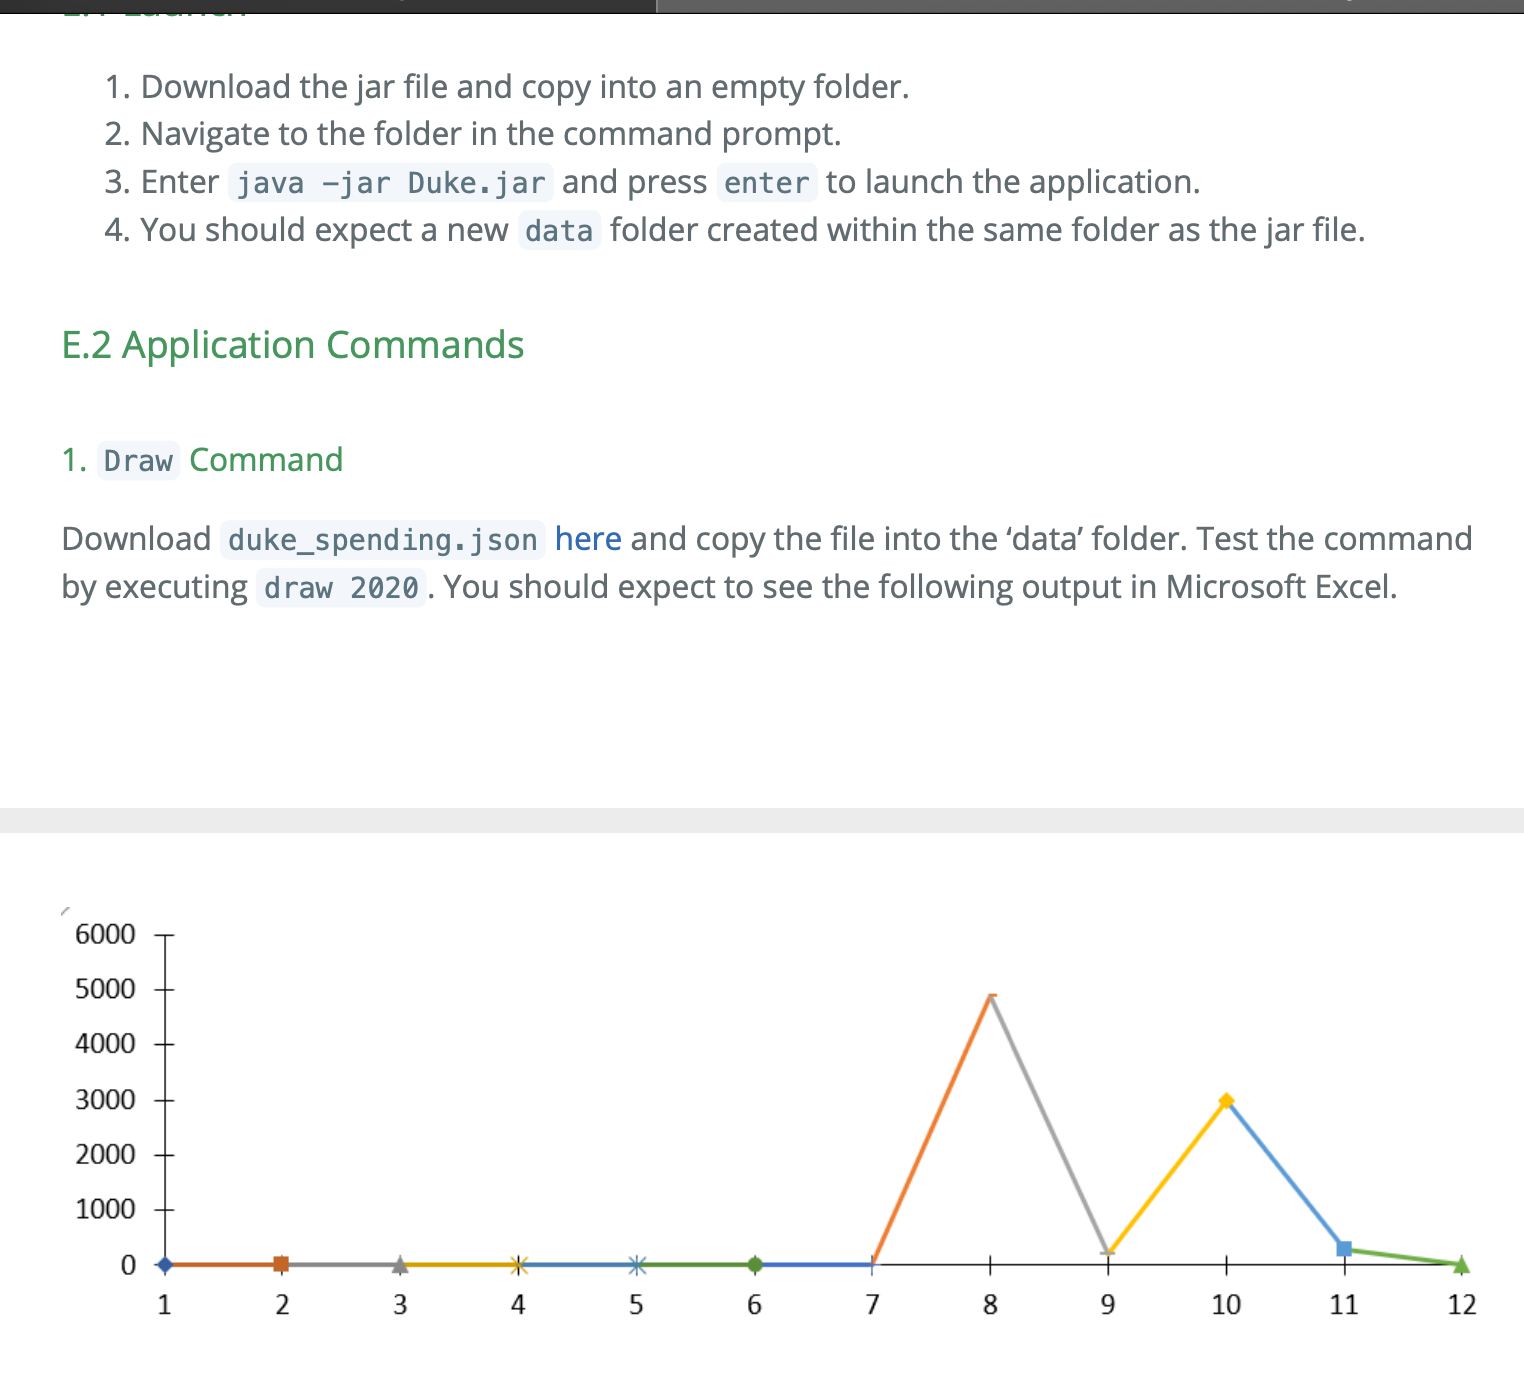 1. Download the jar file and copy into an empty folder.
2. Navigate to the folder in the command prompt.
3. Enter java -jar Duke.jar and press enter to launch the application.
4. You should expect a new data folder created within the same folder as the jar file.
E.2 Application Commands
1. Draw Command
Download duke_spending.json here and copy the file into the ‘data’ folder. Test the command
by executing draw 2020. You should expect to see the following output in Microsoft Excel.
6000
5000
4000
3000
2000
1000
0
1 2 3 4 5 6 7 8 9 10 11 12